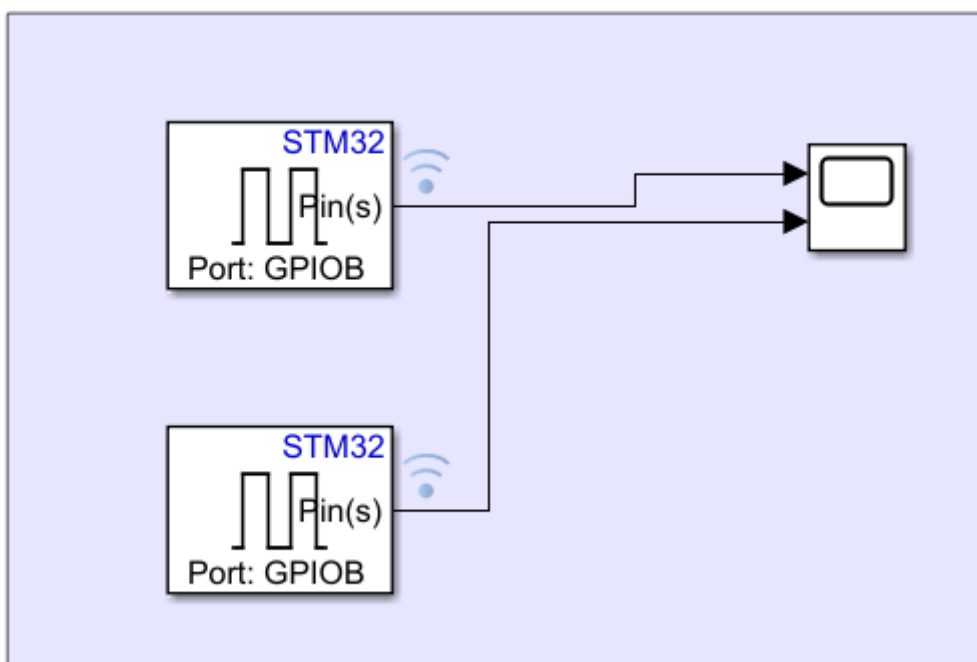 STM32
Pin(s)
Port: GPIOB
STM32
Pin(s)
Port: GPIOB